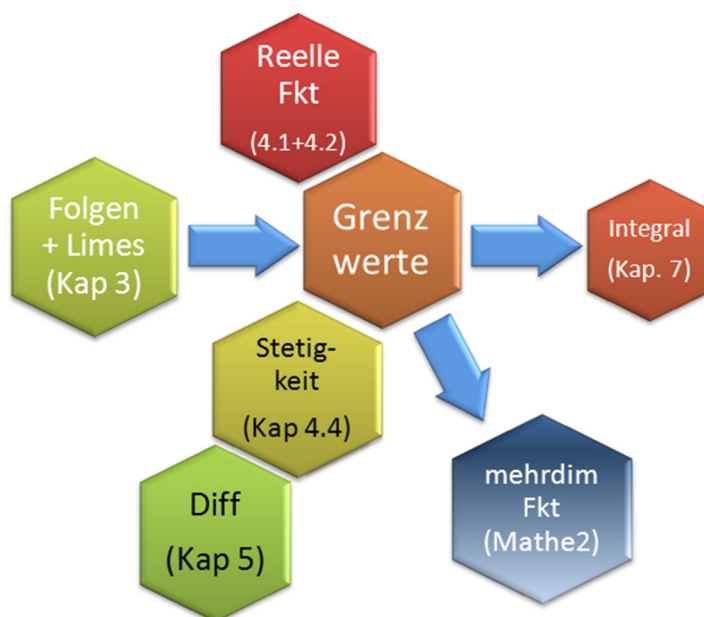 Reelle
Fkt
(4.1+4.2)
Folgen
+ Limes
(Kap 3)
Grenz
werte
Integral
(Kap. 7)
Stetig-
keit
(Kap 4.4)
Diff
(Kap 5)
mehrdim
Fkt
(Mathe2)